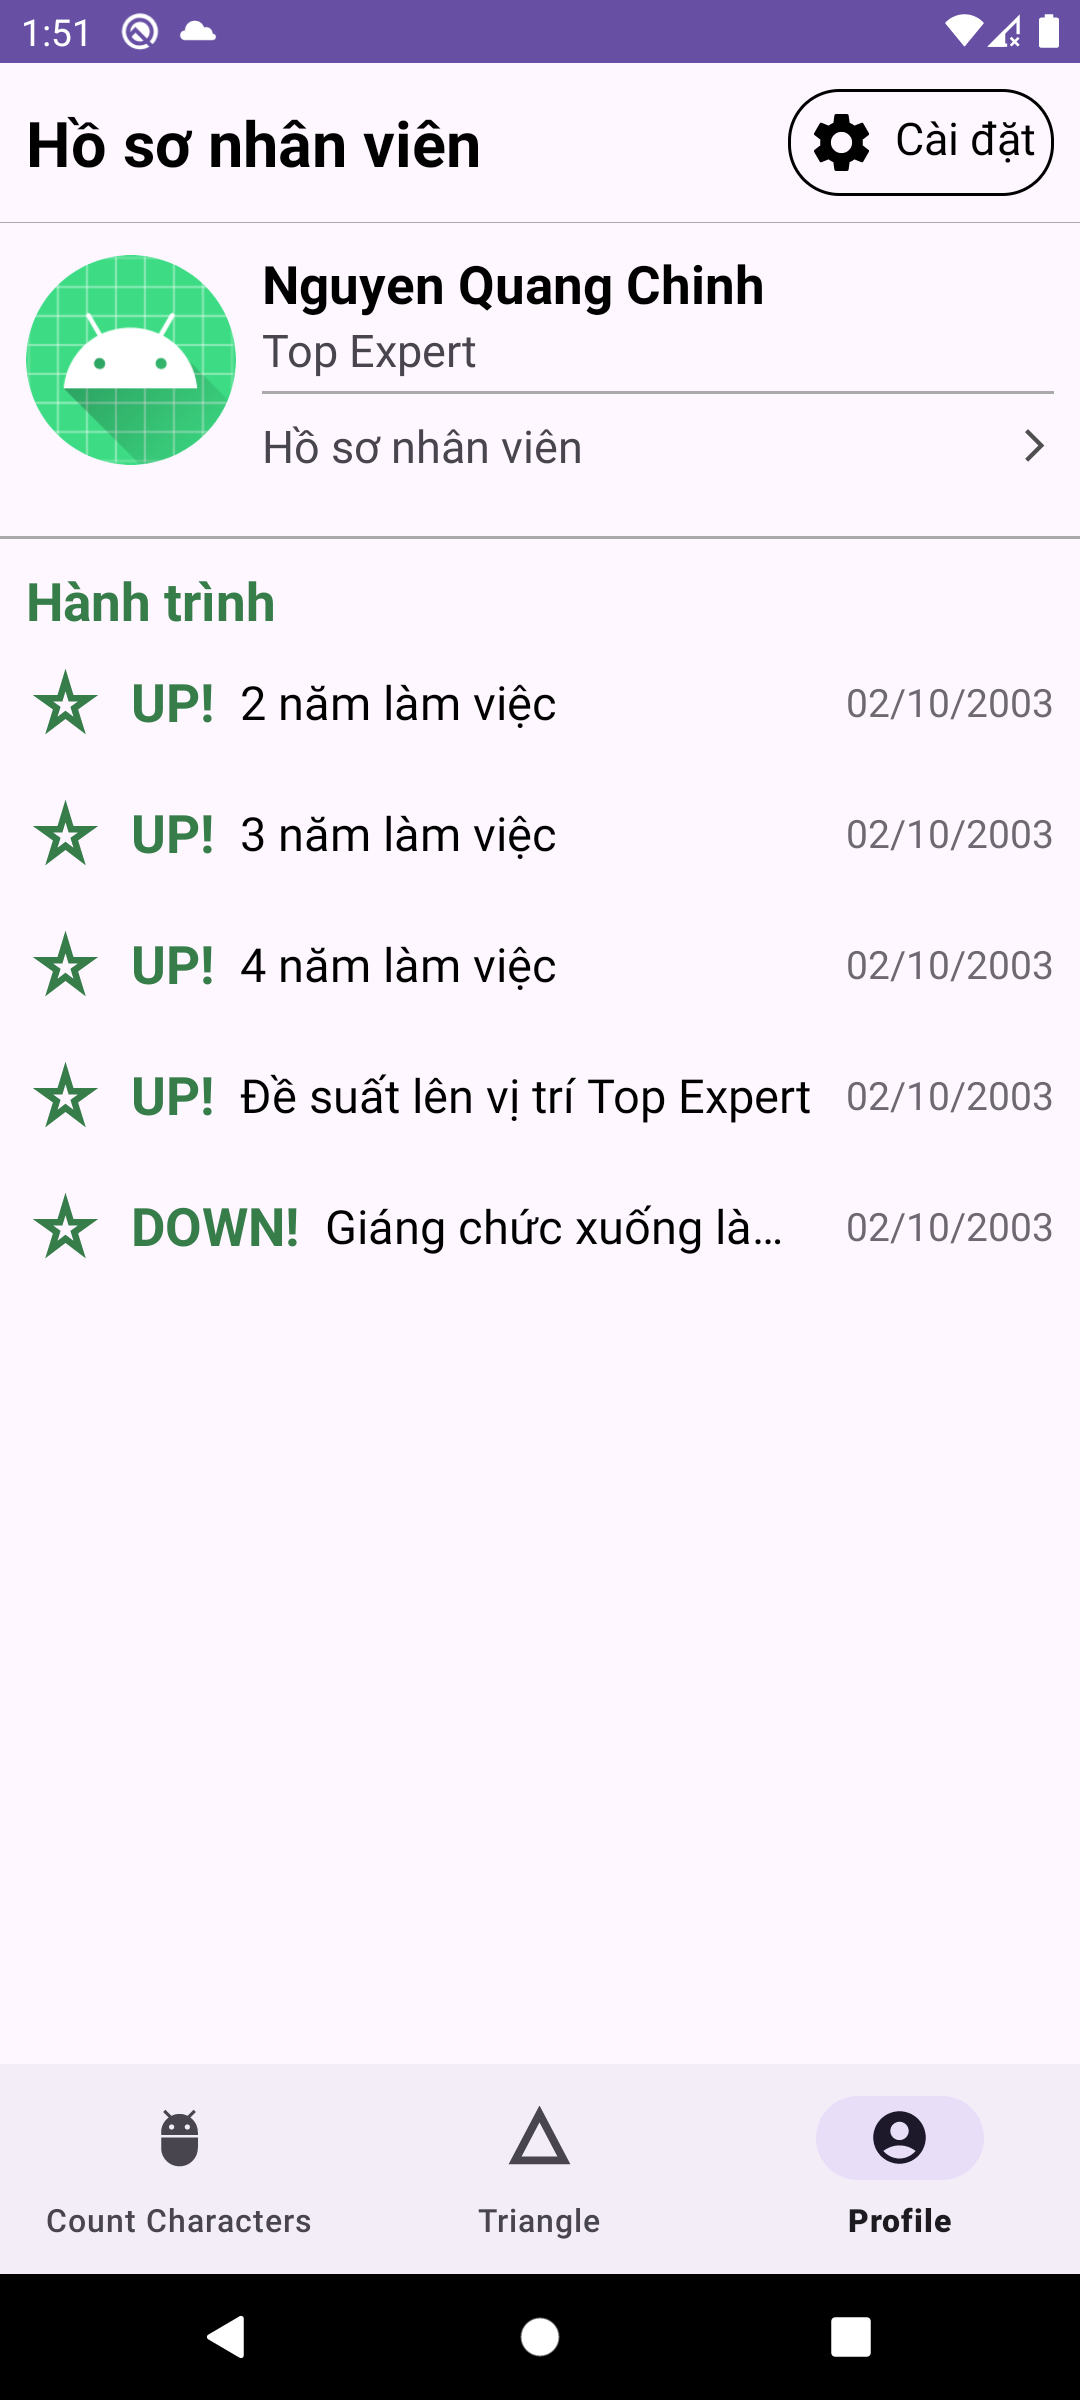 1:51
Hồ sơ nhân viên
Cài đặt
Nguyen Quang Chinh
Top Expert
Hồ sơ nhân viên
Hành trình
UP! 2 năm làm việc 02/10/2003
UP! 3 năm làm việc 02/10/2003
UP! 4 năm làm việc 02/10/2003
UP! Đề suất lên vị trí Top Expert 02/10/2003
DOWN! Giáng chức xuống là… 02/10/2003
Count Characters
Triangle
Profile